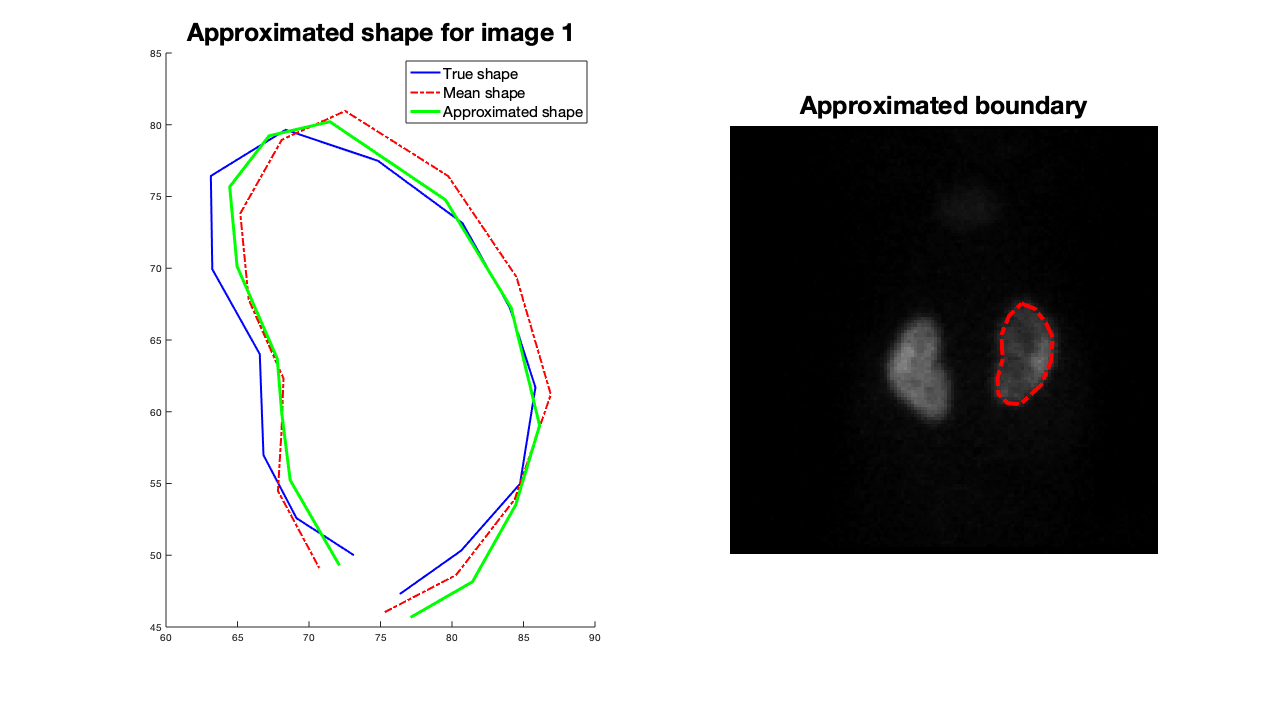 Approximated shape for image 1
85
80
75
70
65
60
55
50
45
60 65 70 75 80 85 90
True shape
Mean shape
Approximated shape
Approximated boundary